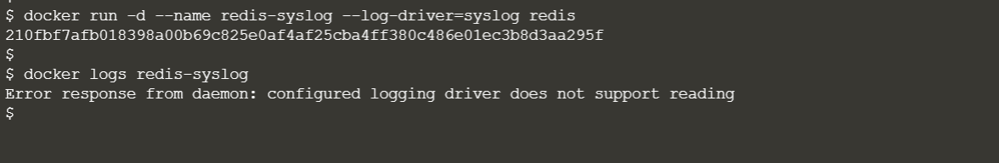 $ docker run -d --name redis-syslog --log-driver=syslog redis
210fbf7afb018398a00b69c825e0af4af25cba4ff380c486e01ec3b8d3aa295f
$
$ docker logs redis-syslog
Error response from daemon: configured logging driver does not support reading
$